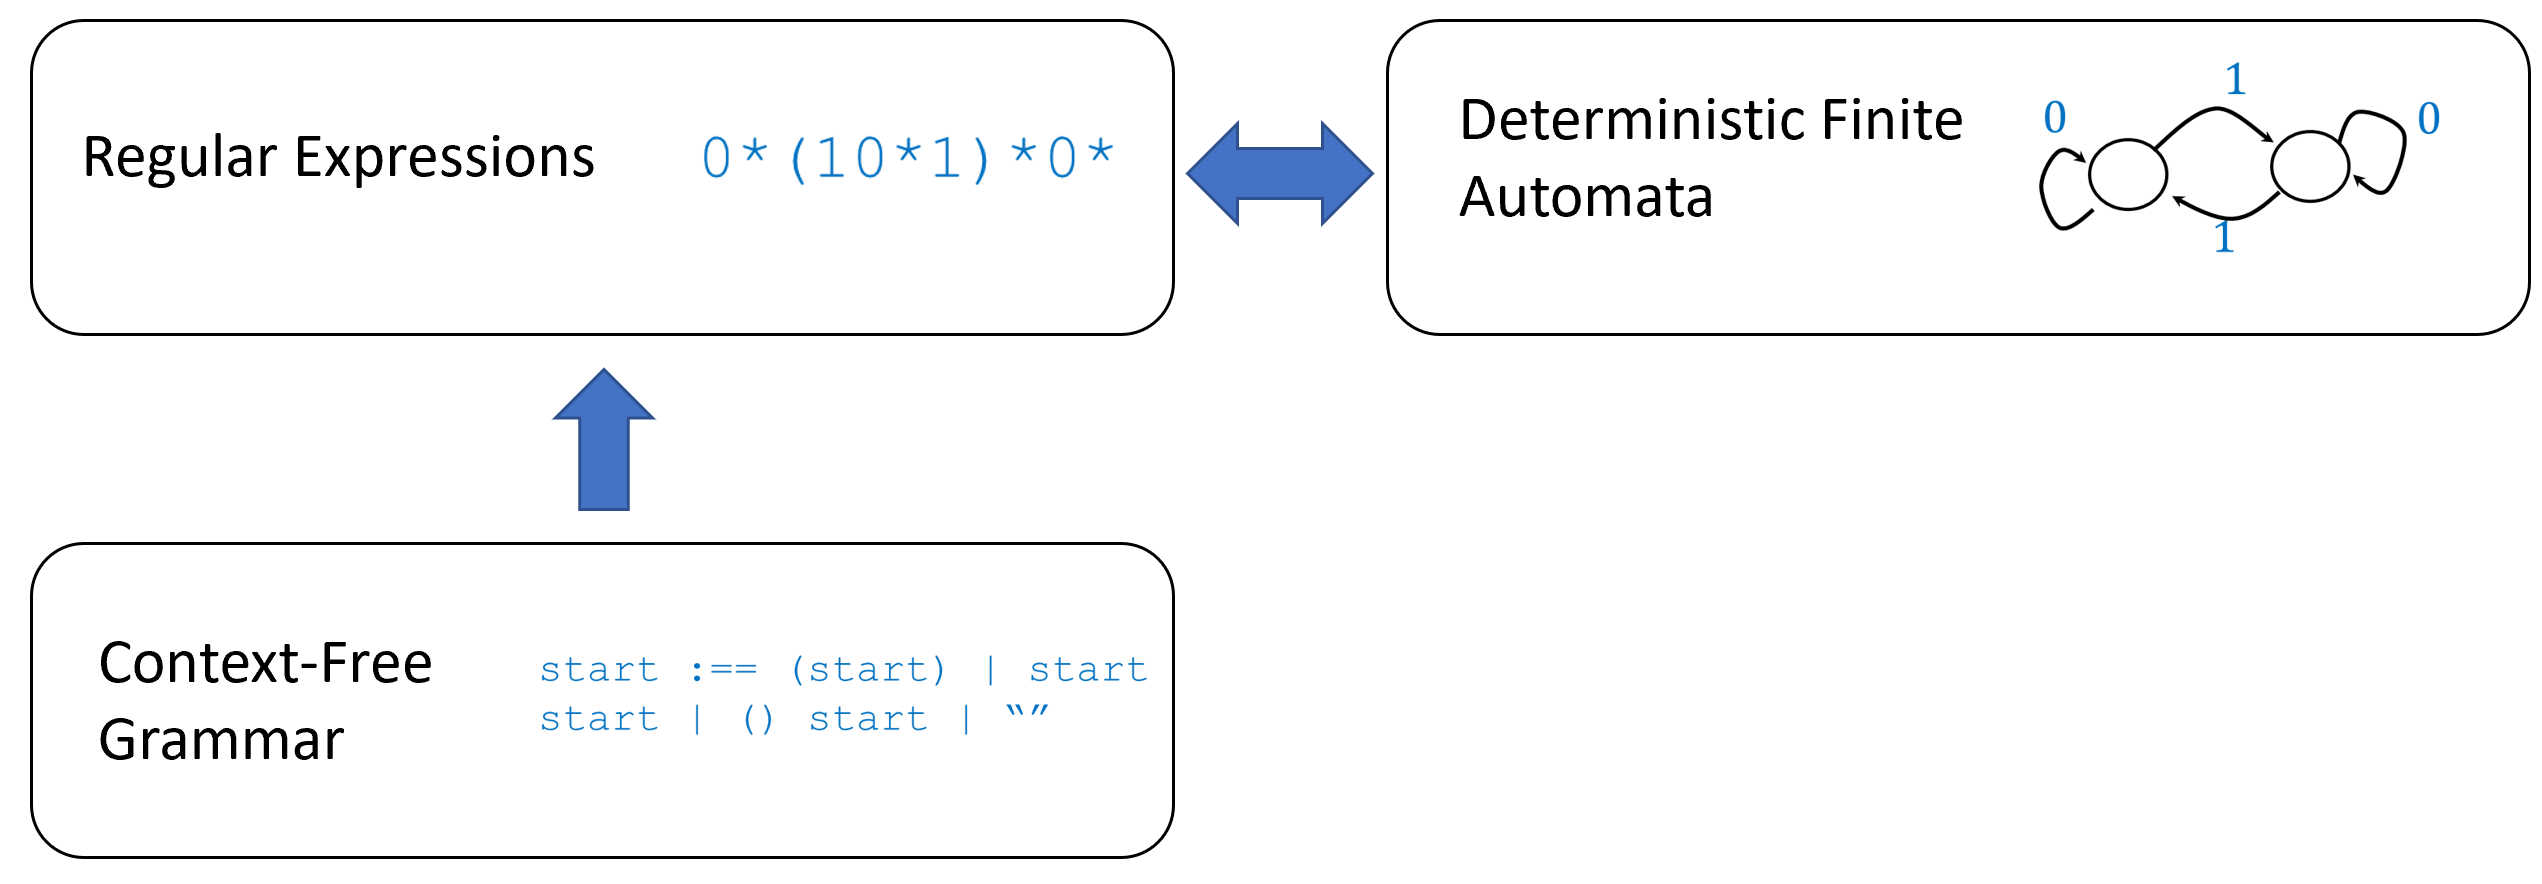 Regular Expressions 0*(10*1)*0*
Deterministic Finite
Automata
0
1
0
1
Context-Free
Grammar
start :== (start) | start
start | () start | “”